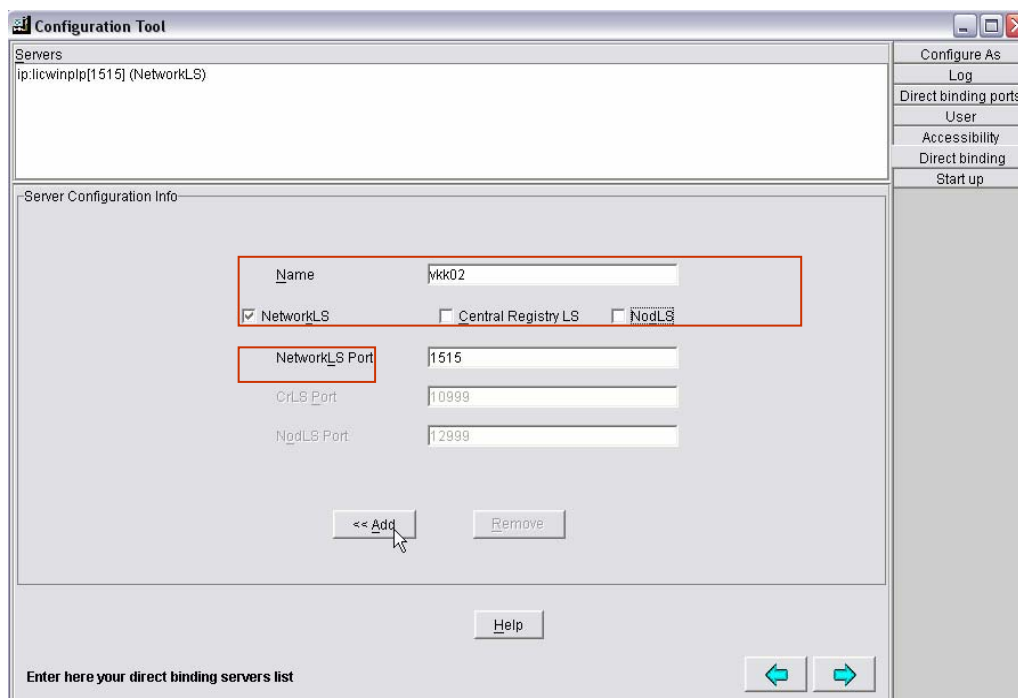 Configuration Tool
Servers
ip:licwinplp[1515] (NetworkLS)
Configure As
Log
Direct binding ports
User
Accessibility
Direct binding
Start up
Server Configuration Info
Name vkk02
NetworkLS Central Registry LS NodLS
NetworkLS Port 1515
CrLS Port 10999
NodLS Port 12999
<< Add Remove
Help
Enter here your direct binding servers list